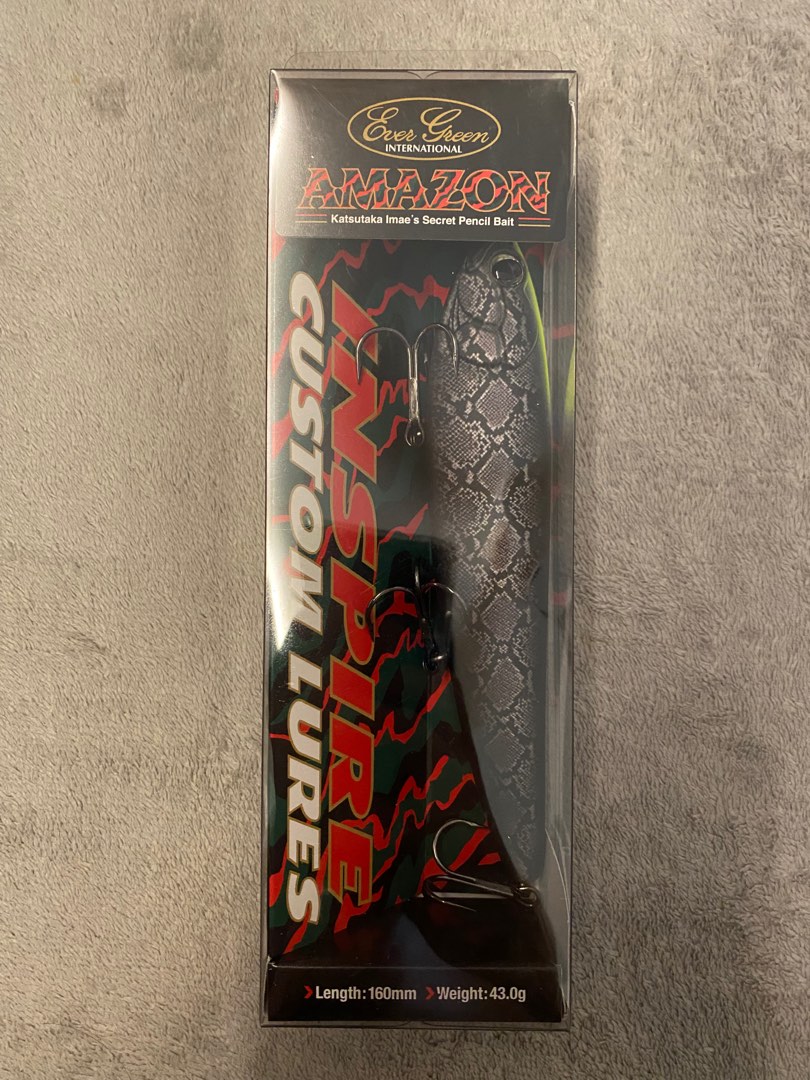 Ever Green
INTERNATIONAL
AMAZON
Katsutaka Imae's Secret Pencil Bait
INSPIRE
CUSTOM LURES
Length:160mm Weight:43.0g